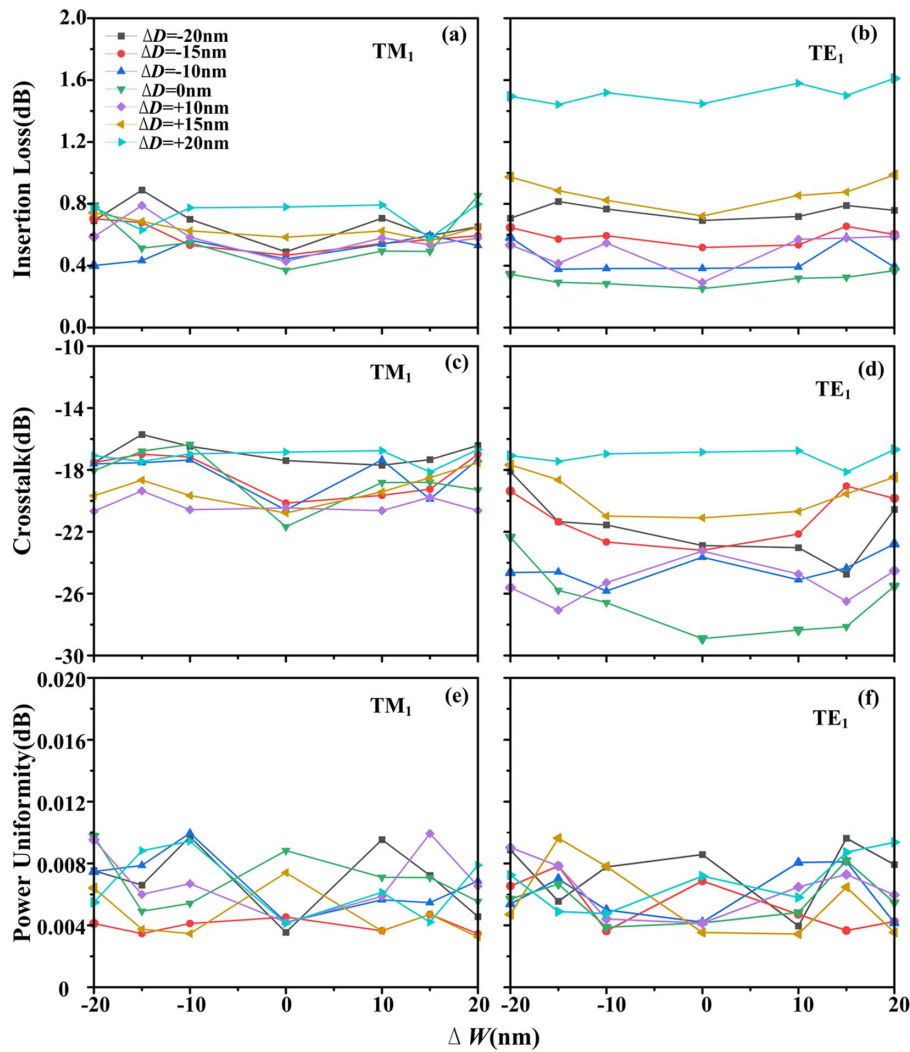 (a)
TM1
ΔD=-20nm
ΔD=-15nm
ΔD=-10nm
ΔD=0nm
ΔD=+10nm
ΔD=+15nm
ΔD=+20nm
2.0
1.6
1.2
0.8
0.4
0.0
Insertion Loss(dB)
(b)
TE1
(c)
TM1
-10
-14
-18
-22
-26
-30
Crosstalk(dB)
(d)
TE1
(e)
TM1
0.020
0.016
0.012
0.008
0.004
0
Power Uniformity(dB)
-20 -10 0 10 20
(f)
TE1
-20 -10 0 10 20
Δ W(nm)